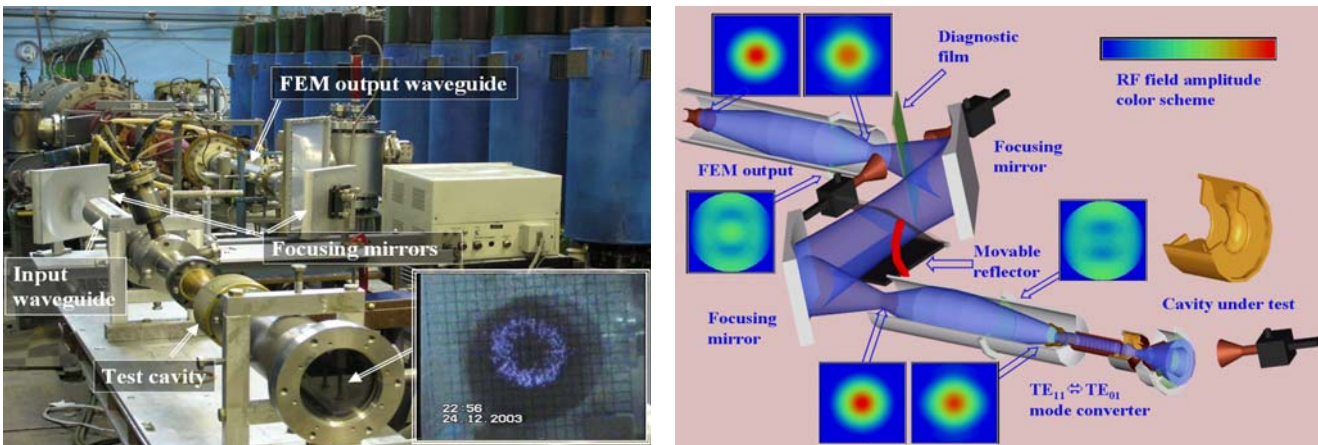 FEM output waveguide
Focusing mirrors
Input
waveguide
Test cavity
22:56
24.12.2003
Diagnostic
film
RF field amplitude
color scheme
FEM output
Focusing
mirror
Movable
reflector
Cavity under test
Focusing
mirror
TE₁₁ ⇔ TE₀₁
mode converter